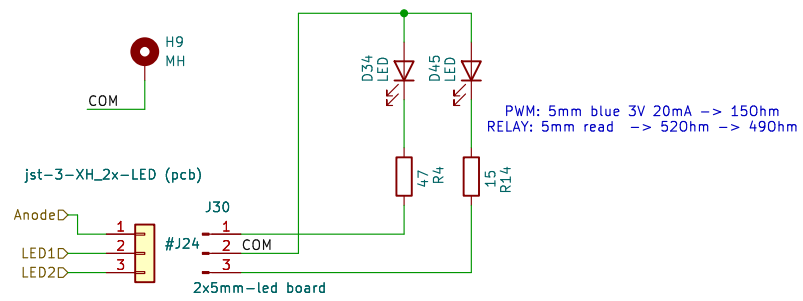 H9
MH
COM
D34
LED
D45
LED
PWM: 5mm blue 3V 20mA -> 15Ohm
RELAY: 5mm read -> 52Ohm -> 49Ohm
jst-3-XH_2x-LED (pcb)
47
R4
15
R14
J30
Anode
1
1
#J24
LED1
2
2
COM
LED2
3
3
2x5mm-led board